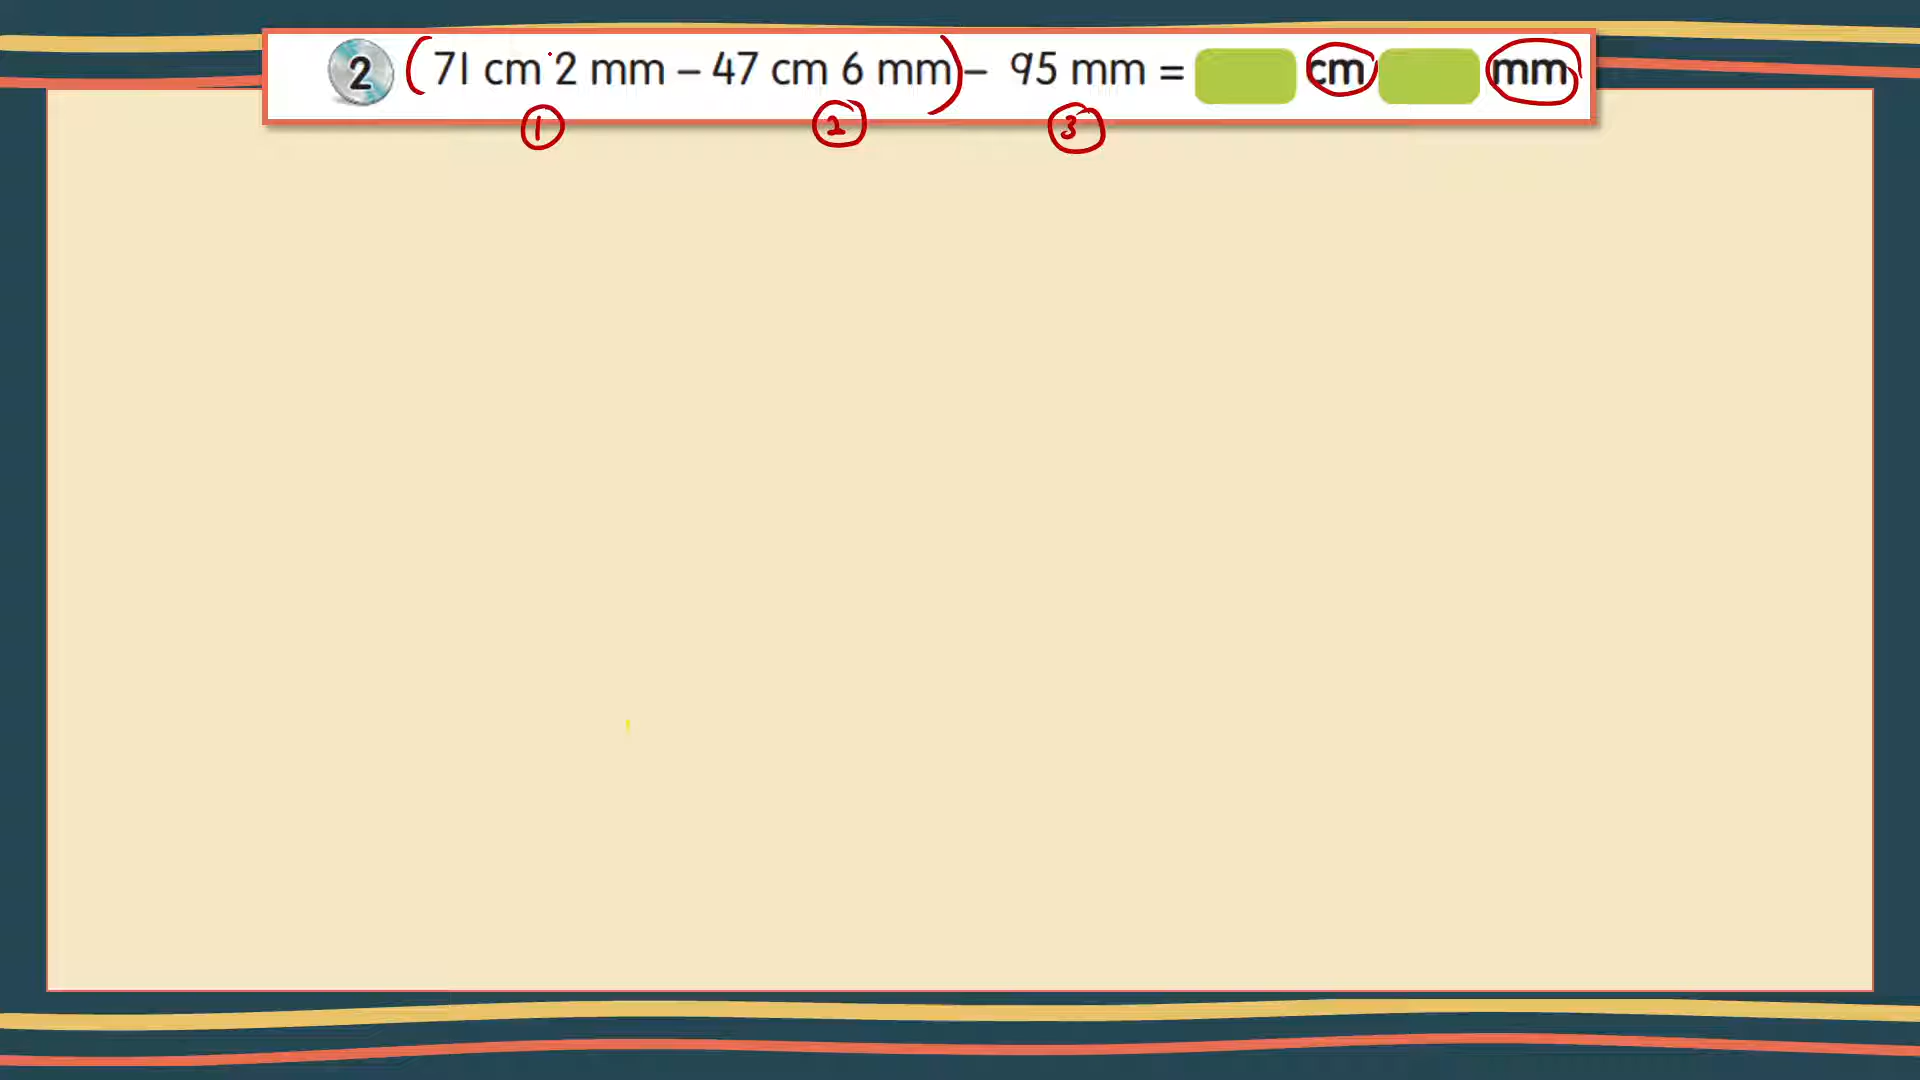 2 (71 cm 2 mm – 47 cm 6 mm) – 95 mm = cm mm
1 2 3